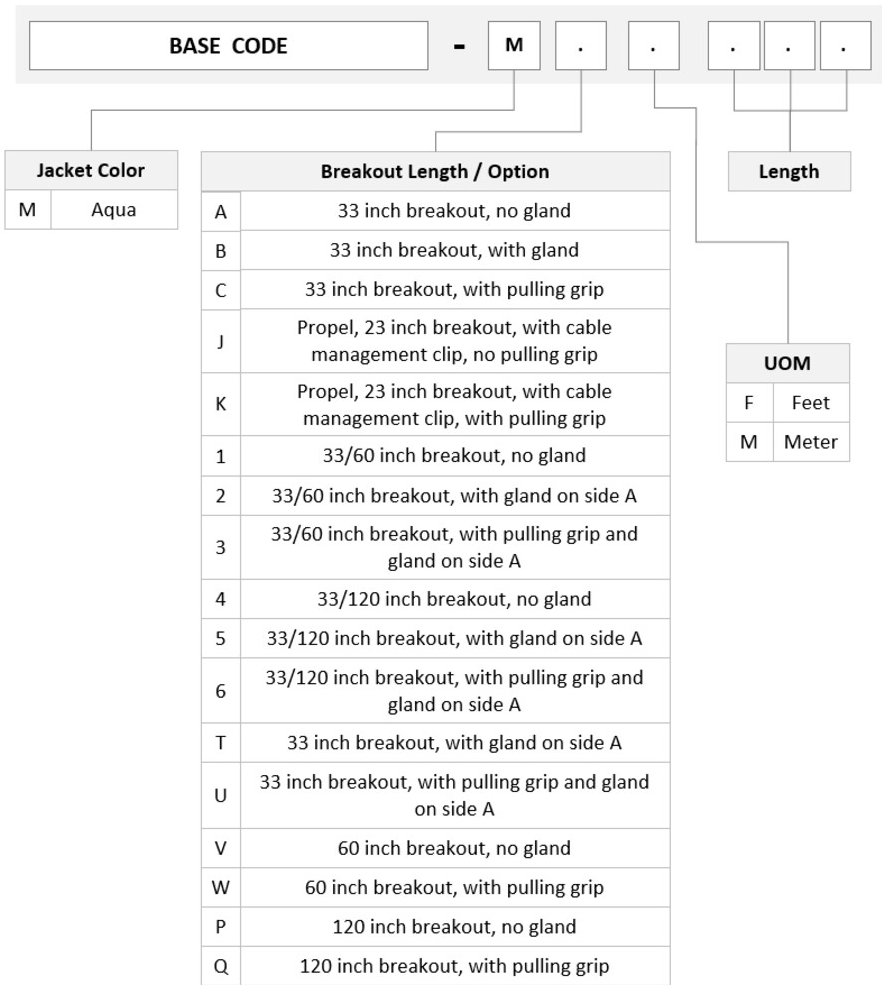 BASE CODE - M . . . . .
Jacket Color
M Aqua
Breakout Length / Option
A 33 inch breakout, no gland
B 33 inch breakout, with gland
C 33 inch breakout, with pulling grip
J Propel, 23 inch breakout, with cable
management clip, no pulling grip
K Propel, 23 inch breakout, with cable
management clip, with pulling grip
1 33/60 inch breakout, no gland
2 33/60 inch breakout, with gland on side A
3 33/60 inch breakout, with pulling grip and
gland on side A
4 33/120 inch breakout, no gland
5 33/120 inch breakout, with gland on side A
6 33/120 inch breakout, with pulling grip and
gland on side A
T 33 inch breakout, with gland on side A
U 33 inch breakout, with pulling grip and gland
on side A
V 60 inch breakout, no gland
W 60 inch breakout, with pulling grip
P 120 inch breakout, no gland
Q 120 inch breakout, with pulling grip
Length
UOM
F Feet
M Meter